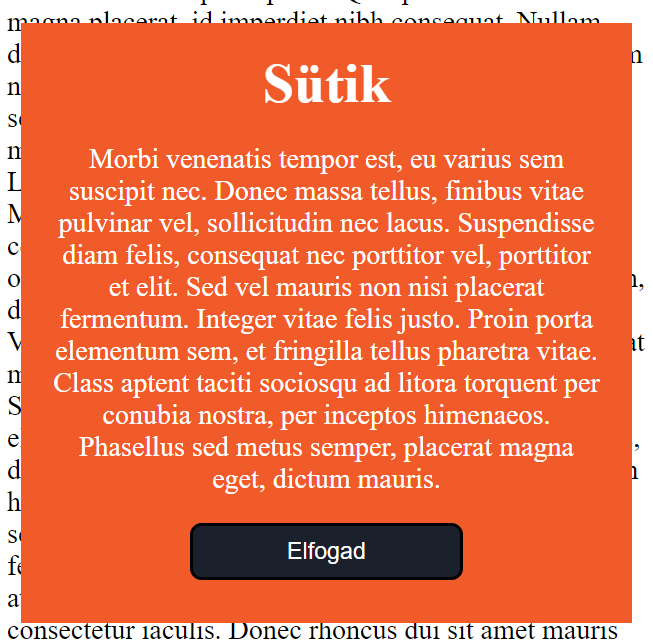 magna placerat, id imperdiet nibh consequat. Nullam
Sütik
Morbi venenatis tempor est, eu varius sem
suscipit nec. Donec massa tellus, finibus vitae
pulvinar vel, sollicitudin nec lacus. Suspendisse
diam felis, consequat nec porttitor vel, porttitor
et elit. Sed vel mauris non nisi placerat
fermentum. Integer vitae felis justo. Proin porta
elementum sem, et fringilla tellus pharetra vitae.
Class aptent taciti sociosqu ad litora torquent per
conubia nostra, per inceptos himenaeos.
Phasellus sed metus semper, placerat magna
eget, dictum mauris.
Elfogad
consectetur iaculis. Donec rhoncus dui sit amet mauris